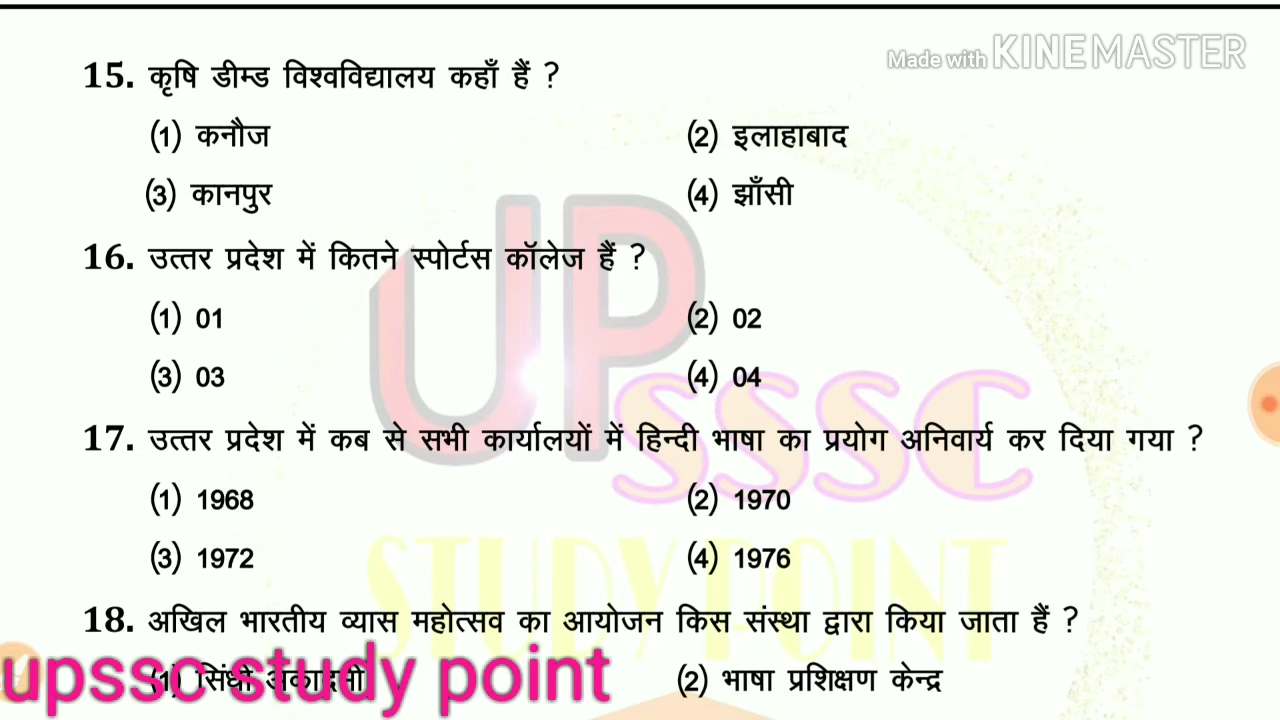 Made with KINEMASTER
15. कृषि डीम्ड विश्वविद्यालय कहाँ हैं ?
(1) कनौज (2) इलाहाबाद
(3) कानपुर (4) झाँसी
16. उत्तर प्रदेश में कितने स्पोर्टस कॉलेज हैं ?
(1) 01 (2) 02
(3) 03 (4) 04
17. उत्तर प्रदेश में कब से सभी कार्यालयों में हिन्दी भाषा का प्रयोग अनिवार्य कर दिया गया ?
(1) 1968 (2) 1970
(3) 1972 (4) 1976
18. अखिल भारतीय व्यास महोत्सव का आयोजन किस संस्था द्वारा किया जाता हैं ?
(1) सिंधी अकादमी (2) भाषा प्रशिक्षण केन्द्र
upssc study point
UP
SSSC
STUDY POINT